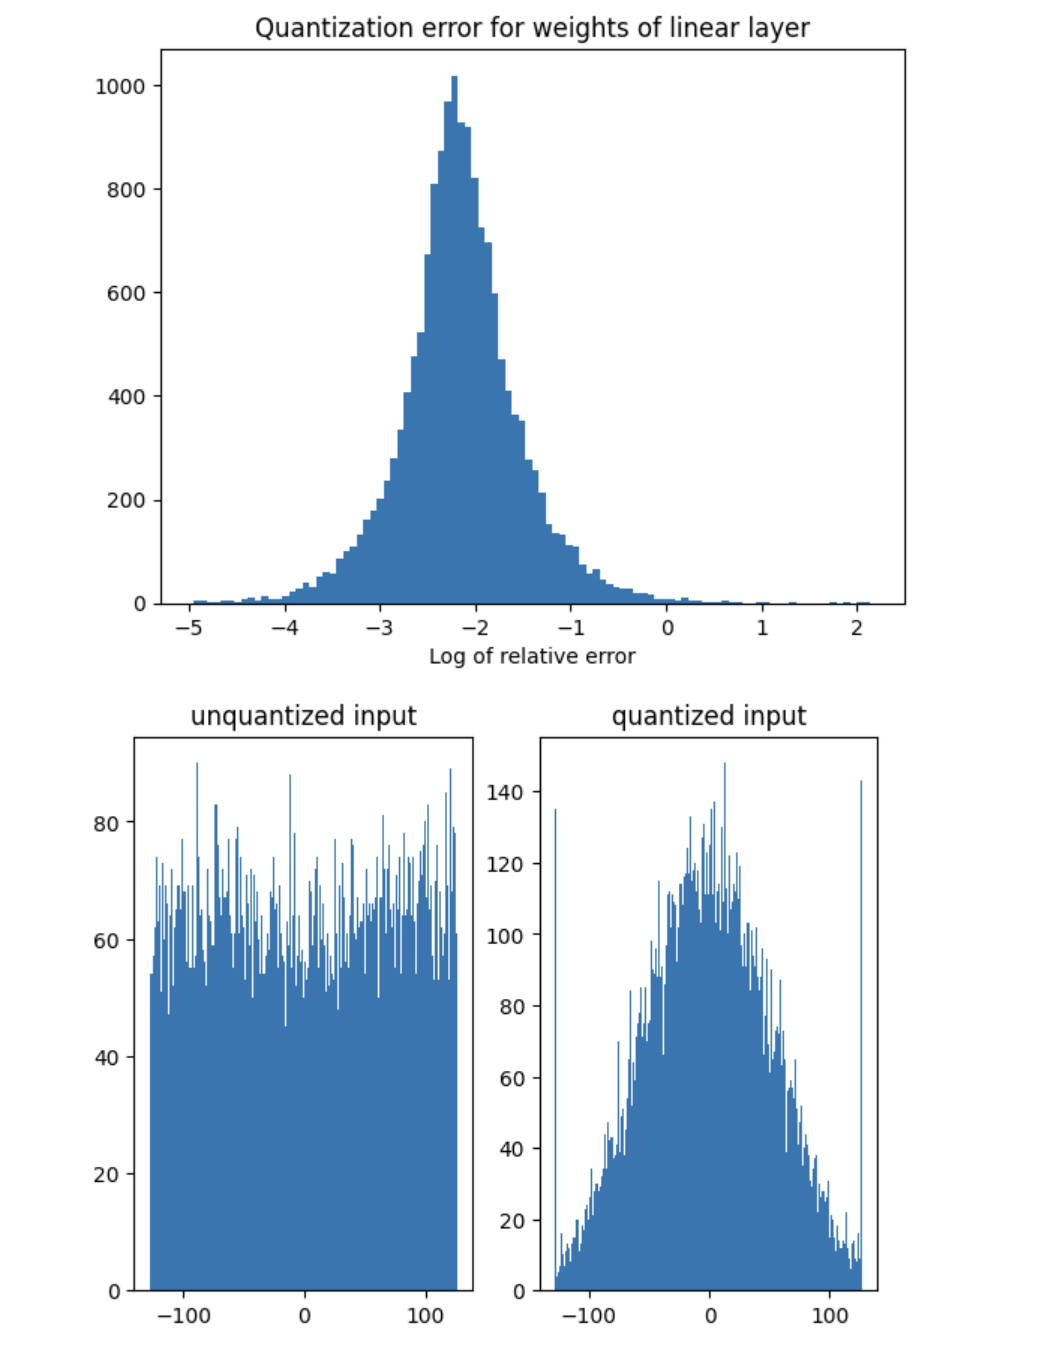 Quantization error for weights of linear layer
1000
800
600
400
200
0
−5 −4 −3 −2 −1 0 1 2
Log of relative error
unquantized input
80
60
40
20
0
−100 0 100
quantized input
140
120
100
80
60
40
20
0
−100 0 100